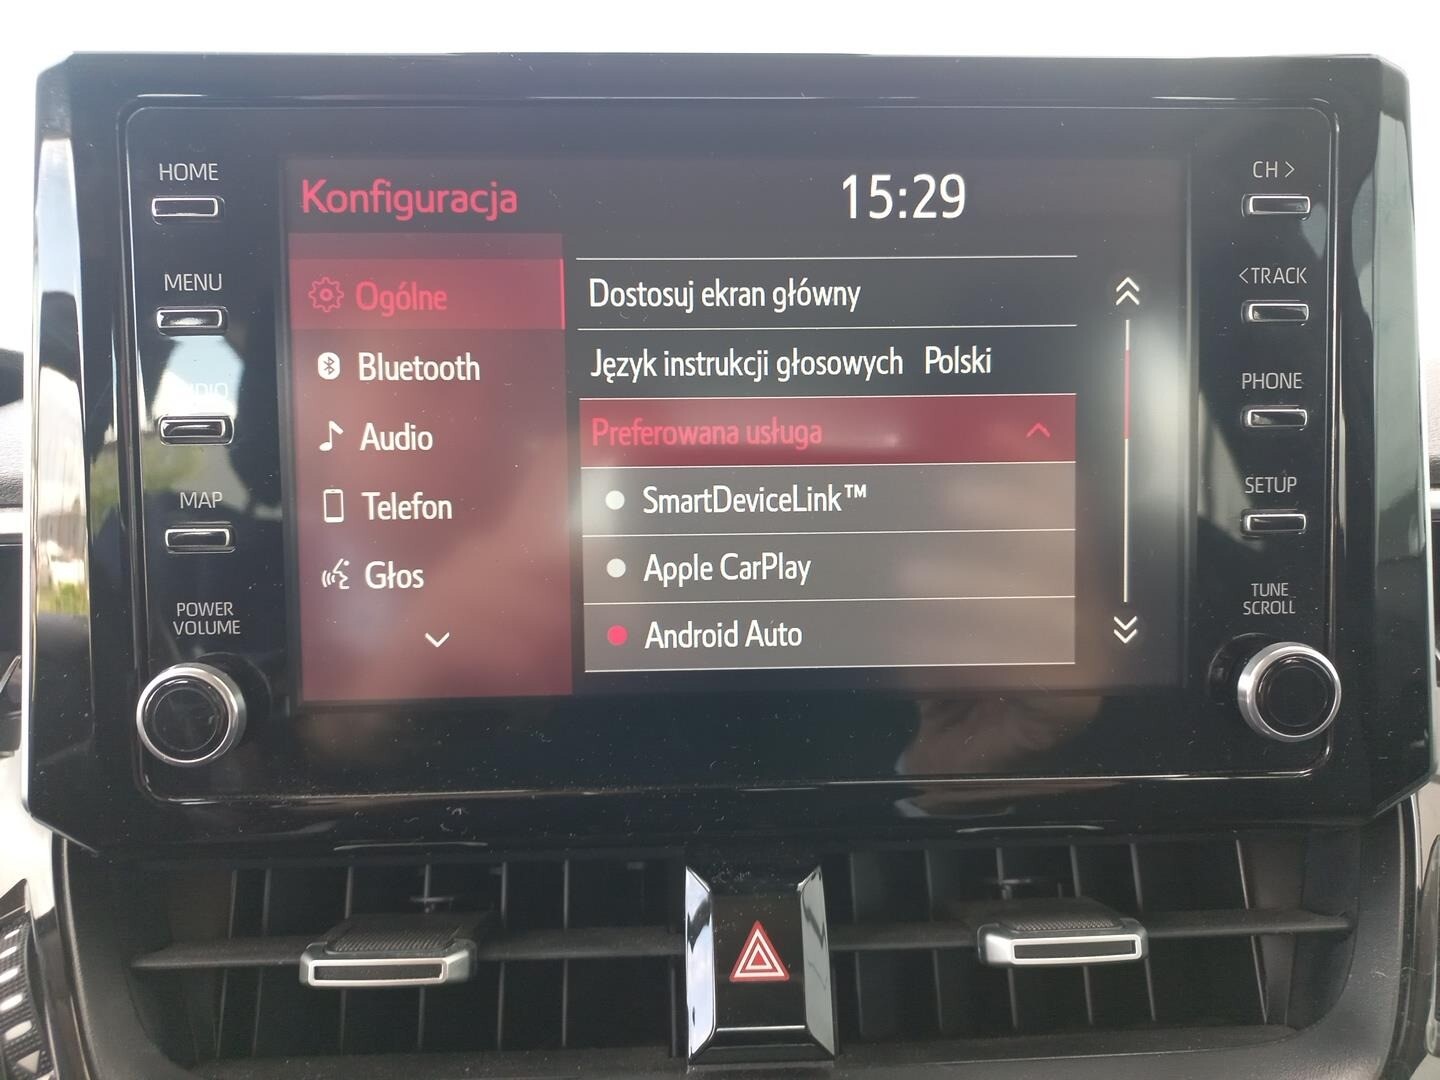 HOME
MENU
AUDIO
MAP
POWER
VOLUME
Konfiguracja
15:29
Ogólne
Bluetooth
Audio
Telefon
Głos
Dostosuj ekran główny
Język instrukcji głosowych Polski
Preferowana usługa
SmartDeviceLink™
Apple CarPlay
Android Auto
CH >
<TRACK
PHONE
SETUP
TUNE
SCROLL